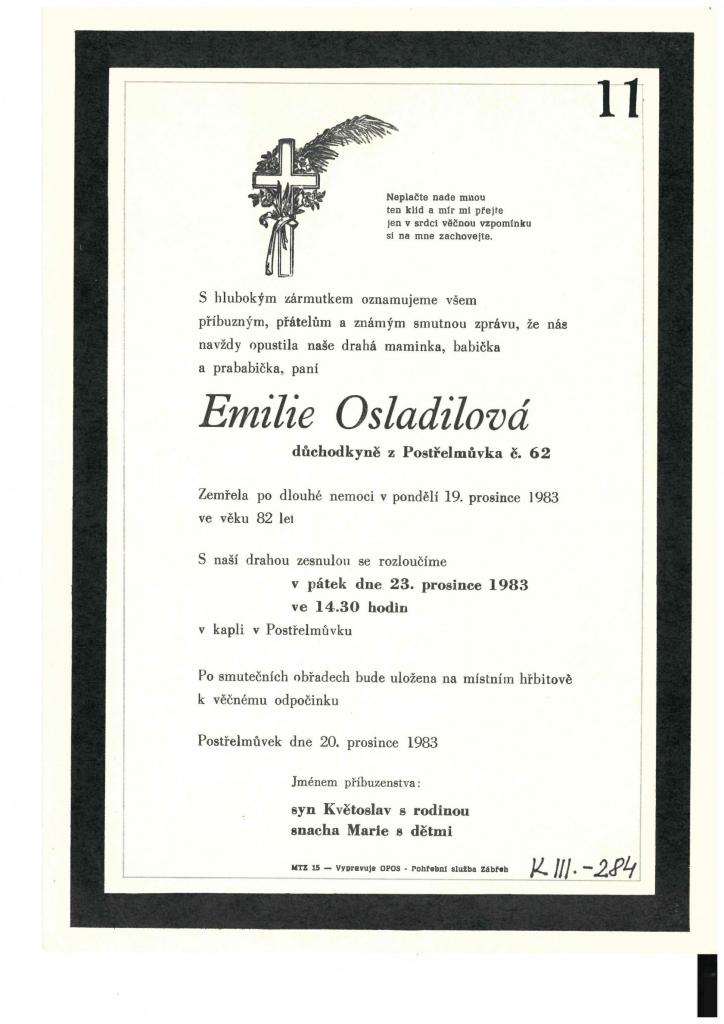 11
Neplačte nade mnou
ten klid a mír mi přejte
jen v srdci věčnou vzpomínku
si na mne zachovejte.
S hlubokým zármutkem oznamujeme všem
příbuzným, přátelům a známým smutnou zprávu, že nás
navždy opustila naše drahá maminka, babička
a prababička, paní
Emilie Osladilová
důchodkyně z Postřelmůvka č. 62
Zemřela po dlouhé nemoci v pondělí 19. prosince 1983
ve věku 82 let
S naší drahou zesnulou se rozloučíme
v pátek dne 23. prosince 1983
ve 14.30 hodin
v kapli v Postřelmůvku
Po smutečních obřadech bude uložena na místním hřbitově
k věčnému odpočinku
Postřelmůvek dne 20. prosince 1983
Jménem příbuzenstva:
syn Květoslav s rodinou
snacha Marie s dětmi
MTZ 15 — Vypravuje OPOS - Pohřební služba Zábřeh
K III.-284